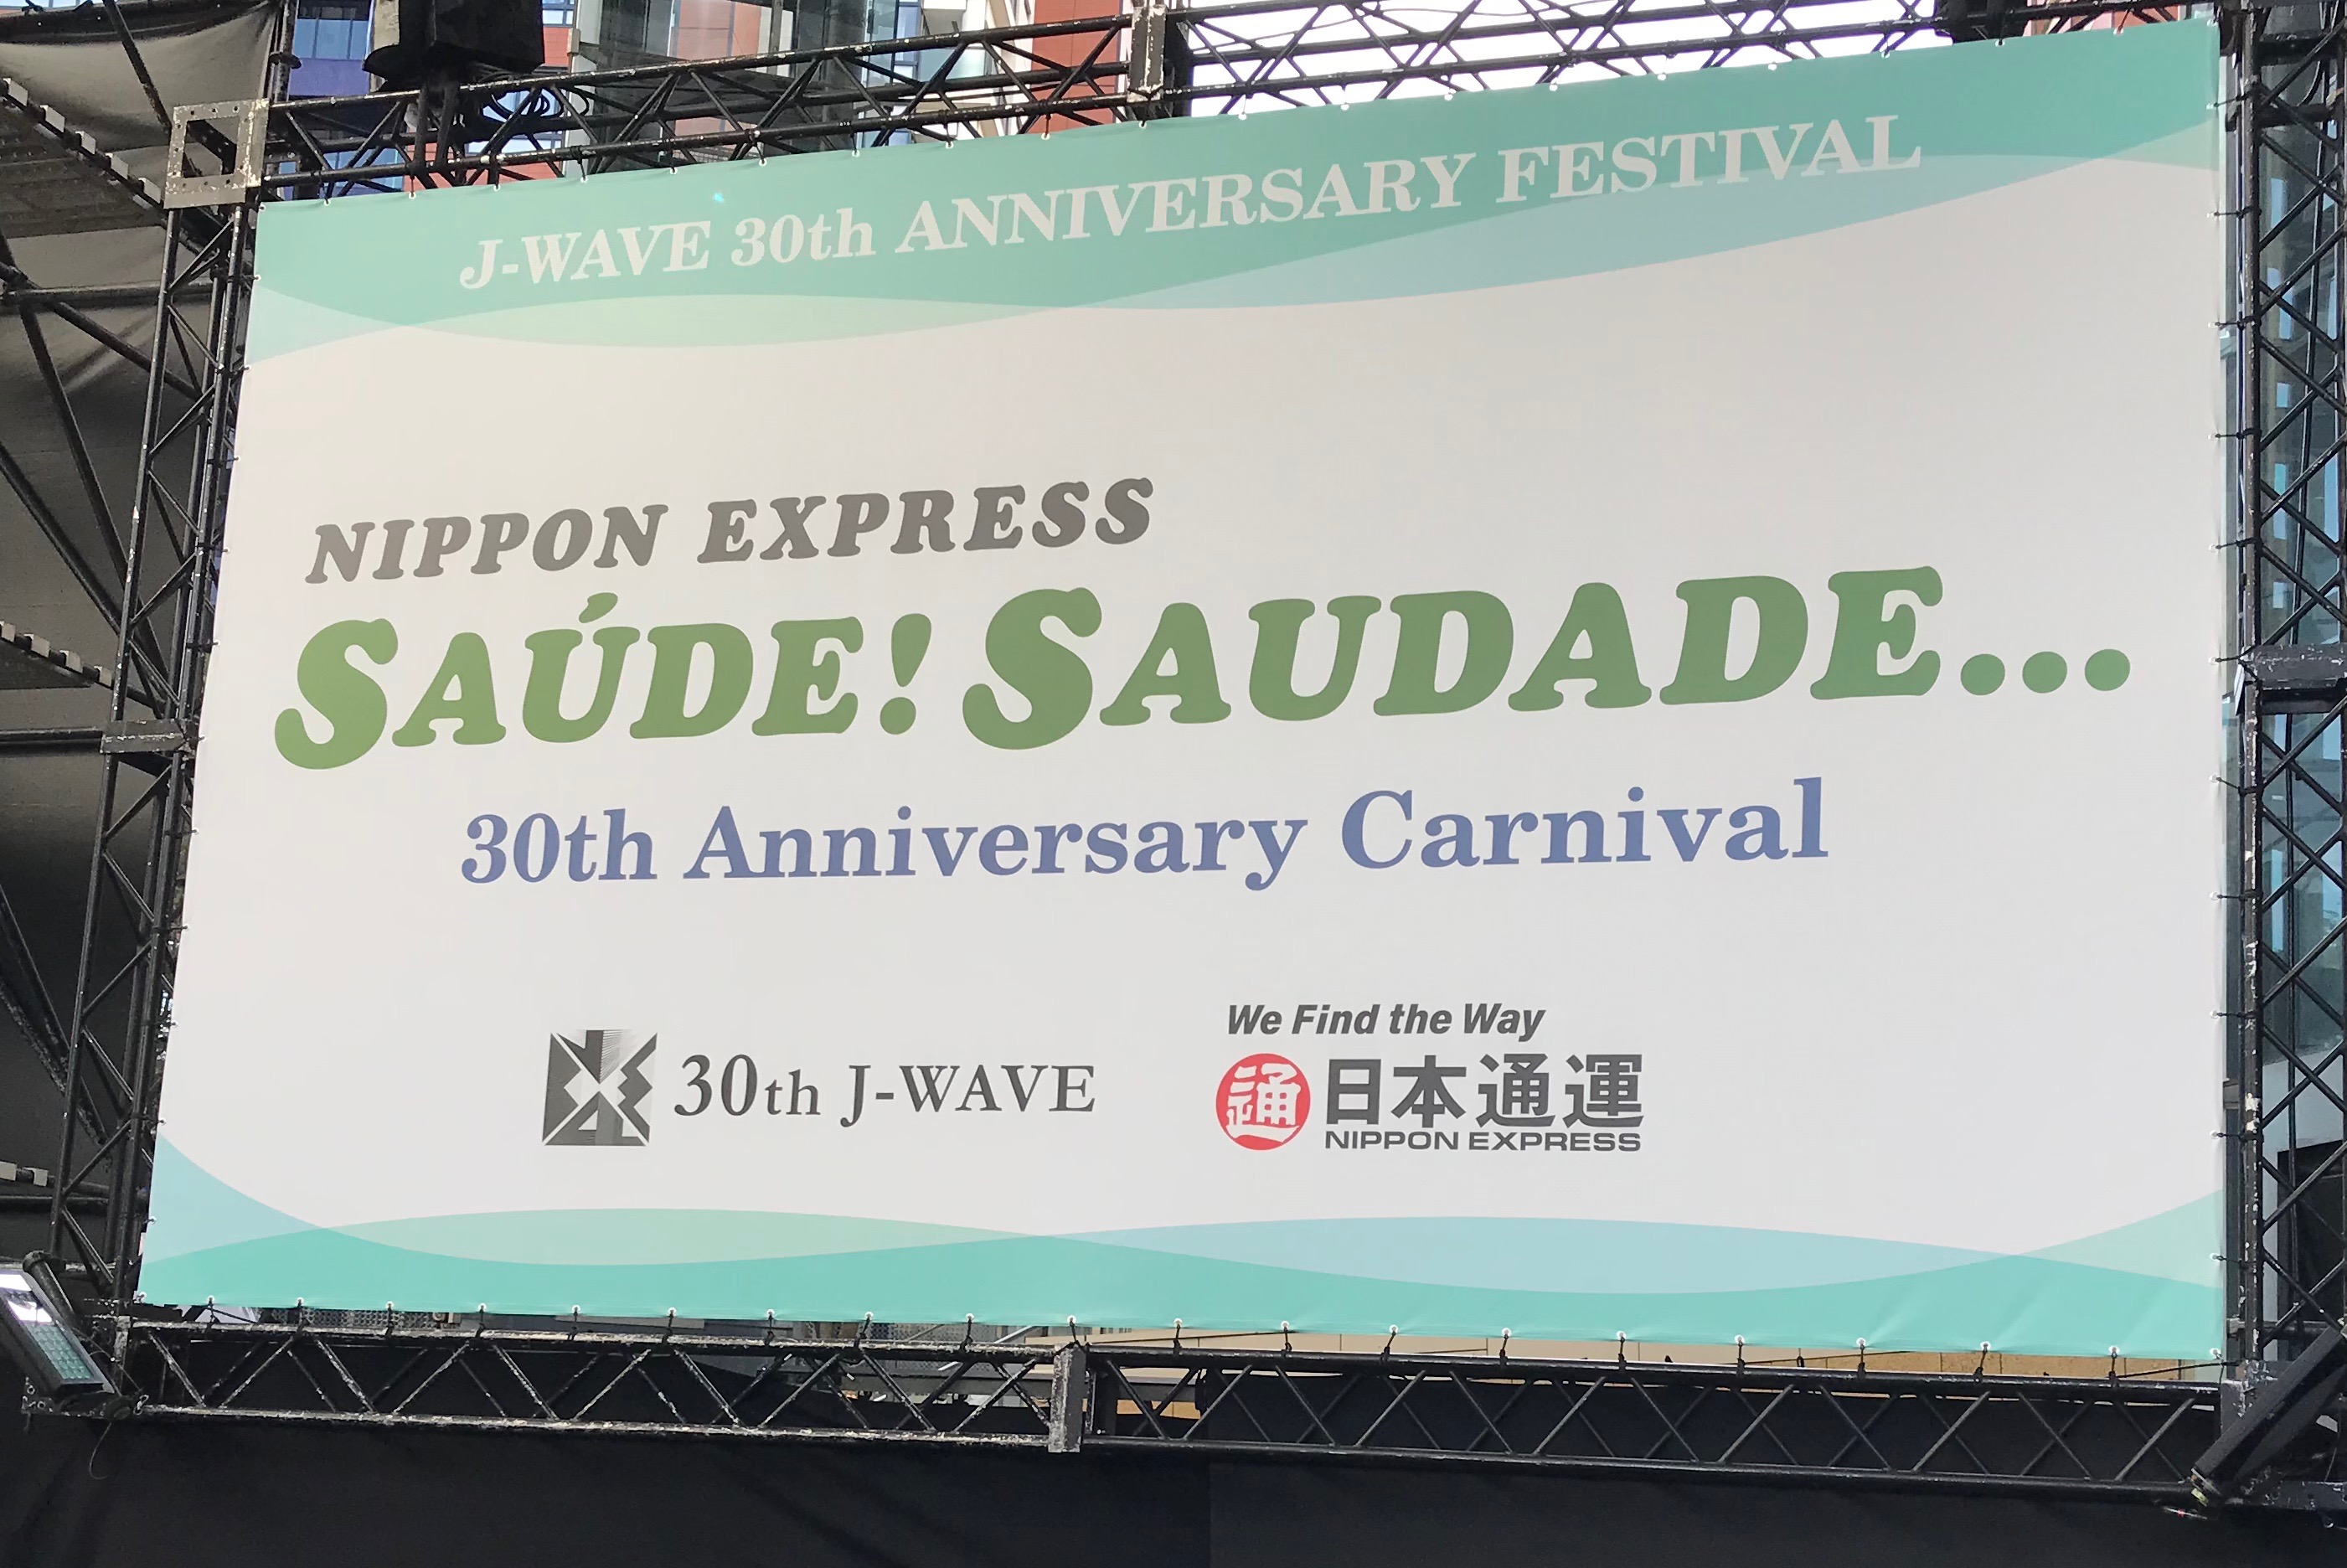 J-WAVE 30th ANNIVERSARY FESTIVAL
NIPPON EXPRESS
SAÚDE! SAUDADE...
30th Anniversary Carnival
30th J-WAVE
We Find the Way
通 日本通運
NIPPON EXPRESS